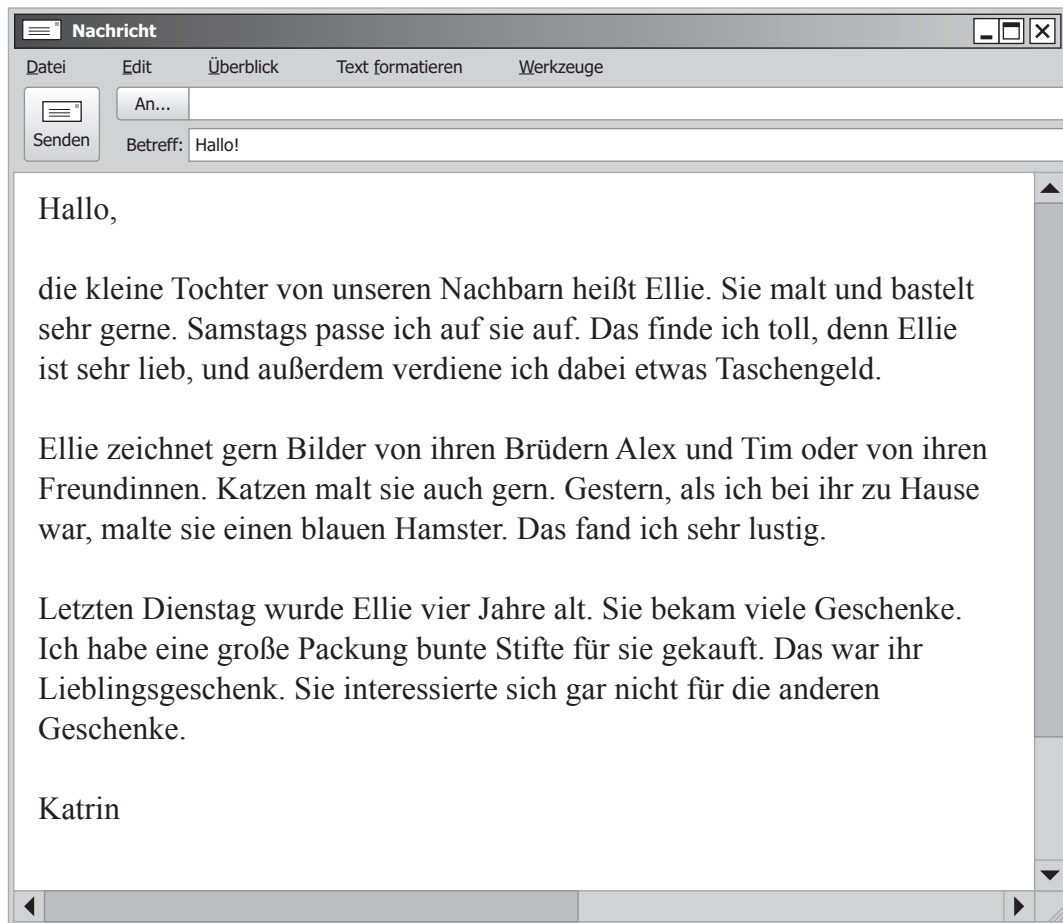 Nachricht
Datei Edit Überblick Text formatieren Werkzeuge
An...
Senden
Betreff: Hallo!
Hallo,
die kleine Tochter von unseren Nachbarn heißt Ellie. Sie malt und bastelt
sehr gerne. Samstags passe ich auf sie auf. Das finde ich toll, denn Ellie
ist sehr lieb, und außerdem verdiene ich dabei etwas Taschengeld.
Ellie zeichnet gern Bilder von ihren Brüdern Alex und Tim oder von ihren
Freundinnen. Katzen malt sie auch gern. Gestern, als ich bei ihr zu Hause
war, malte sie einen blauen Hamster. Das fand ich sehr lustig.
Letzten Dienstag wurde Ellie vier Jahre alt. Sie bekam viele Geschenke.
Ich habe eine große Packung bunte Stifte für sie gekauft. Das war ihr
Lieblingsgeschenk. Sie interessierte sich gar nicht für die anderen
Geschenke.
Katrin